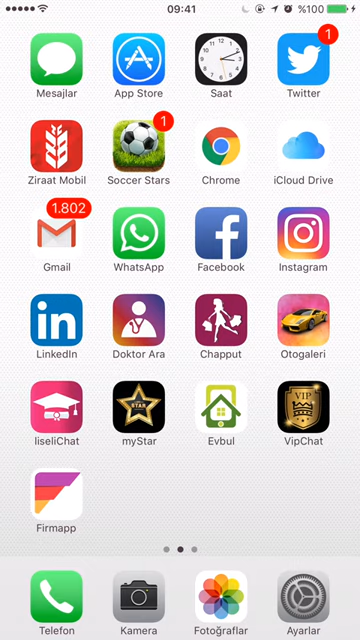 09:41
%100
1
Mesajlar
App Store
Saat
Twitter
1
Ziraat Mobil
Soccer Stars
Chrome
iCloud Drive
1.802
Gmail
WhatsApp
Facebook
Instagram
in
LinkedIn
Doktor Ara
Chapput
Otogaleri
STAR
VIP
liseliChat
myStar
Evbul
VipChat
Firmapp
Telefon
Kamera
Fotoğraflar
Ayarlar